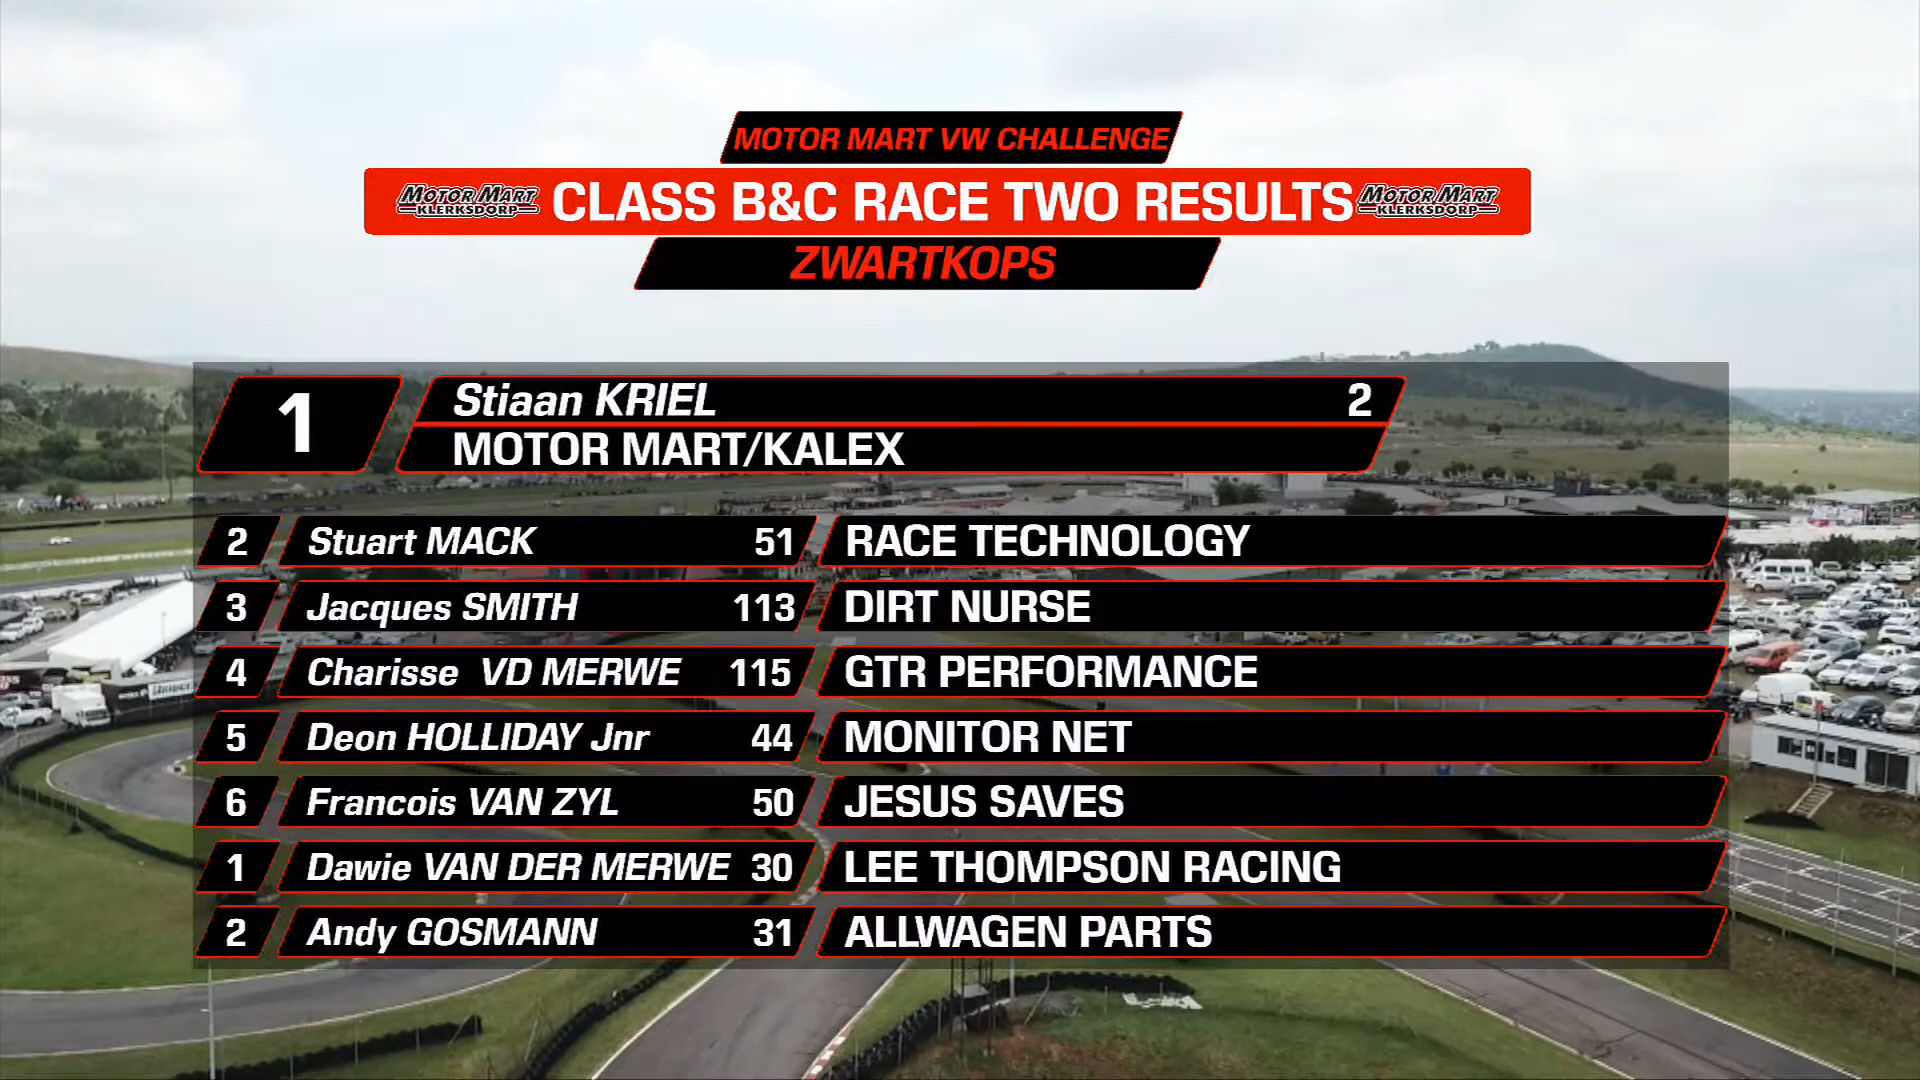 MOTOR MART VW CHALLENGE
MOTOR MART KLERKSDORP CLASS B&C RACE TWO RESULTS MOTOR MART KLERKSDORP
ZWARTKOPS
1 Stiaan KRIEL 2
MOTOR MART/KALEX
2 Stuart MACK 51 RACE TECHNOLOGY
3 Jacques SMITH 113 DIRT NURSE
4 Charisse VD MERWE 115 GTR PERFORMANCE
5 Deon HOLLIDAY Jnr 44 MONITOR NET
6 Francois VAN ZYL 50 JESUS SAVES
1 Dawie VAN DER MERWE 30 LEE THOMPSON RACING
2 Andy GOSMANN 31 ALLWAGEN PARTS